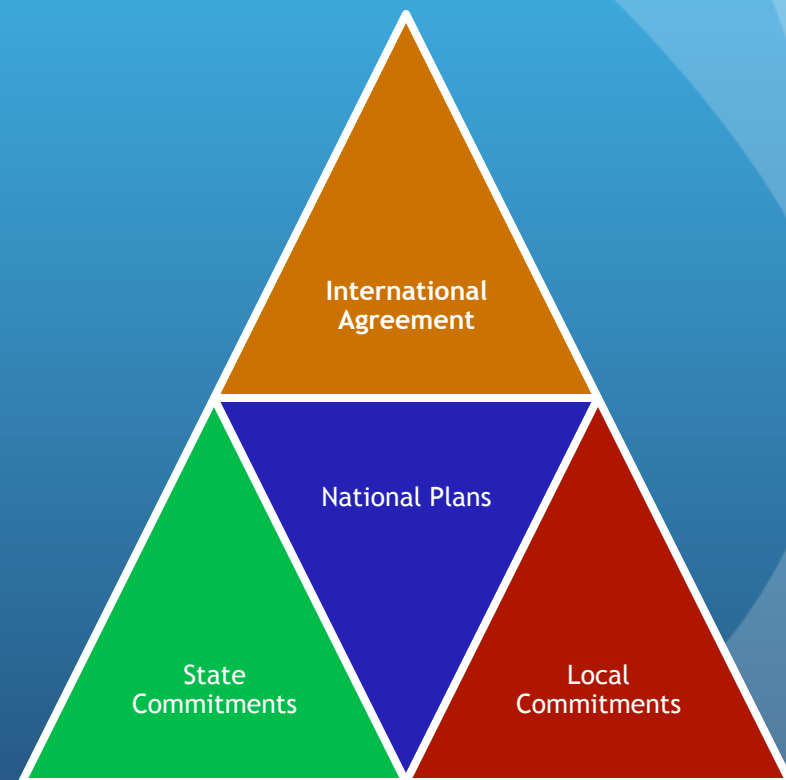 International
Agreement
National Plans
State
Commitments
Local
Commitments